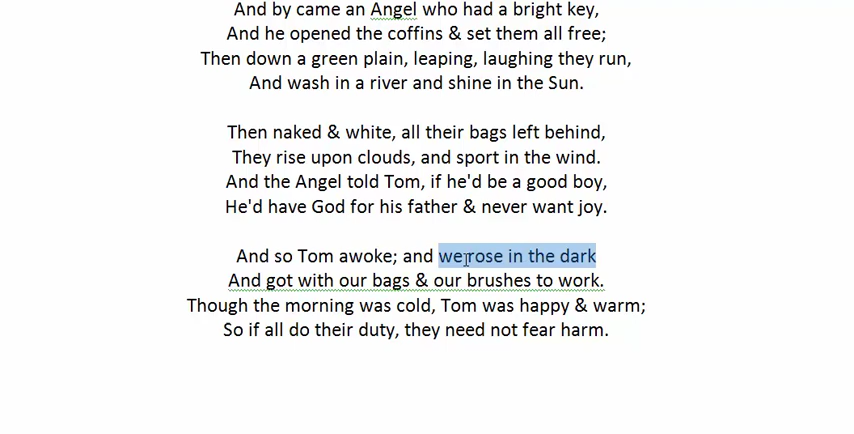 And by came an Angel who had a bright key,
And he opened the coffins & set them all free;
Then down a green plain, leaping, laughing they run,
And wash in a river and shine in the Sun.
Then naked & white, all their bags left behind,
They rise upon clouds, and sport in the wind.
And the Angel told Tom, if he'd be a good boy,
He'd have God for his father & never want joy.
And so Tom awoke; and we rose in the dark
And got with our bags & our brushes to work.
Though the morning was cold, Tom was happy & warm;
So if all do their duty, they need not fear harm.